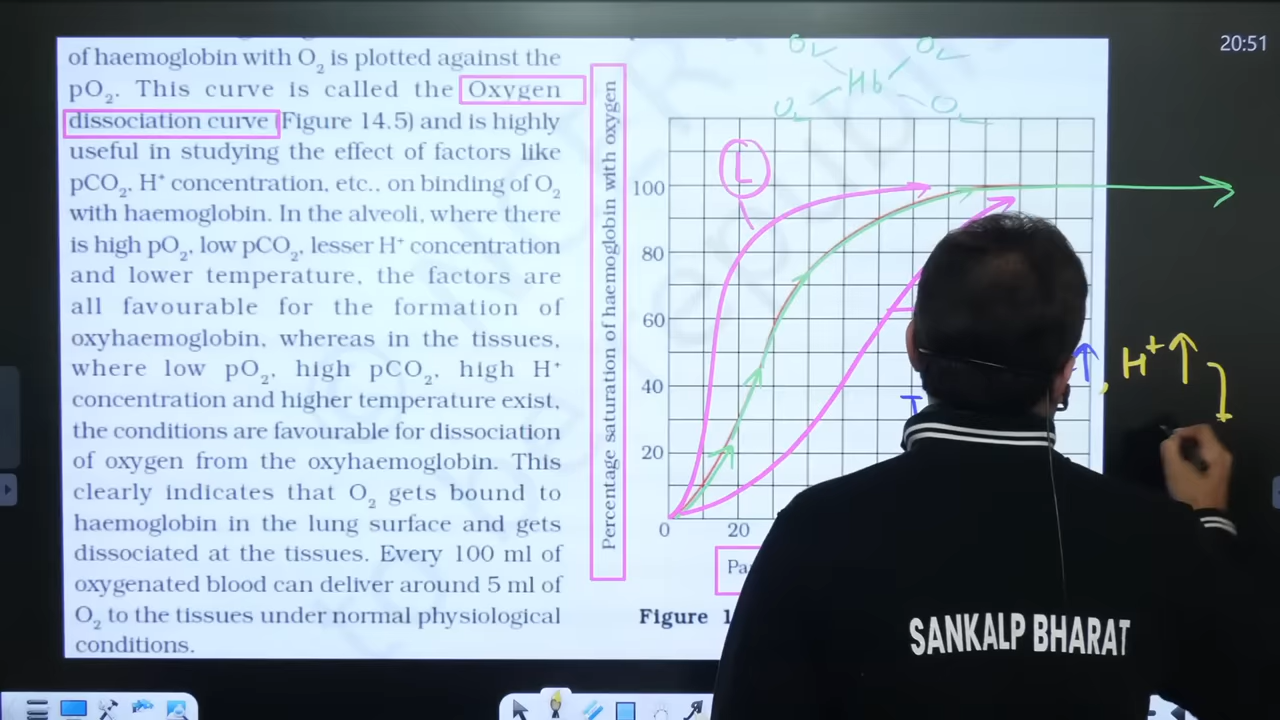 20:51
of haemoglobin with O₂ is plotted against the
pO₂. This curve is called the Oxygen
dissociation curve (Figure 14.5) and is highly
useful in studying the effect of factors like
pCO₂, H⁺ concentration, etc., on binding of O₂
with haemoglobin. In the alveoli, where there
is high pO₂, low pCO₂, lesser H⁺ concentration
and lower temperature, the factors are
all favourable for the formation of
oxyhaemoglobin, whereas in the tissues,
where low pO₂, high pCO₂, high H⁺
concentration and higher temperature exist,
the conditions are favourable for dissociation
of oxygen from the oxyhaemoglobin. This
clearly indicates that O₂ gets bound to
haemoglobin in the lung surface and gets
dissociated at the tissues. Every 100 ml of
oxygenated blood can deliver around 5 ml of
O₂ to the tissues under normal physiological
conditions.
Percentage saturation of haemoglobin with oxygen
O₂ O₂
Hb
O₂ O₂
L
100
80
60
40
20
0 20
, H⁺ ↑
Figure 1
SANKALP BHARAT